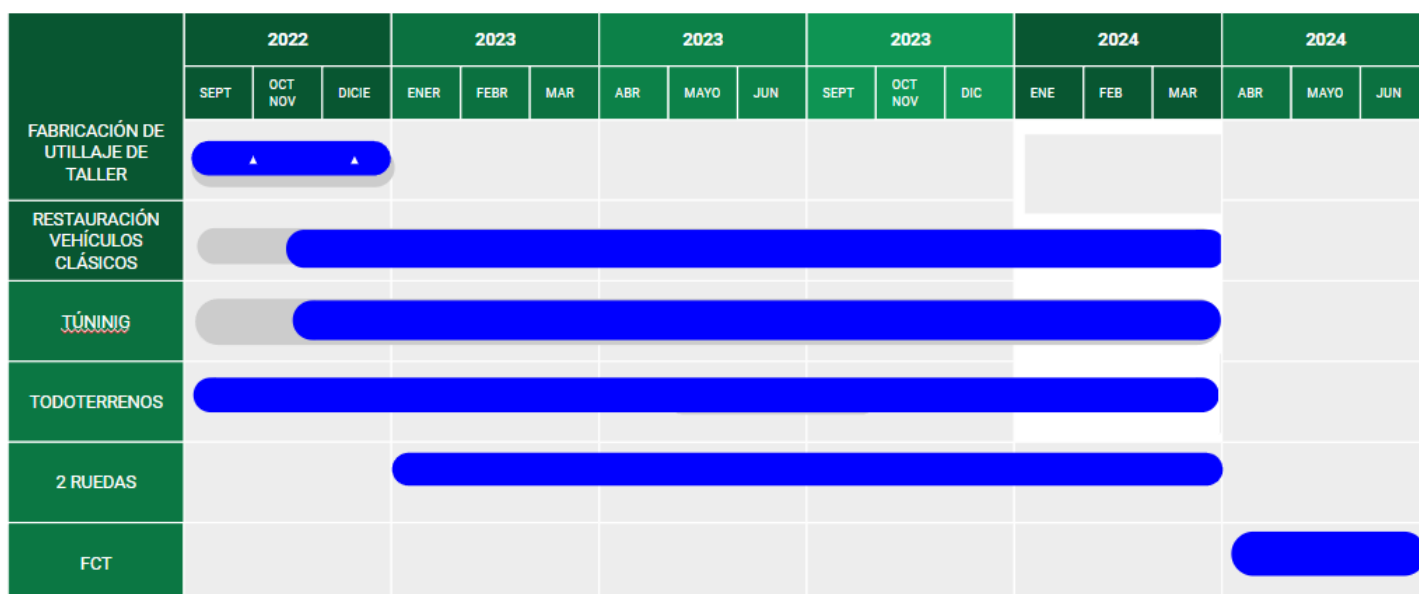 2022 2023 2023 2023 2024 2024
SEPT OCT NOV DICIE ENER FEBR MAR ABR MAYO JUN SEPT OCT NOV DIC ENE FEB MAR ABR MAYO JUN
FABRICACIÓN DE
UTILLAJE DE
TALLER
RESTAURACIÓN
VEHÍCULOS
CLÁSICOS
TÚNINIG
TODOTERRENOS
2 RUEDAS
FCT